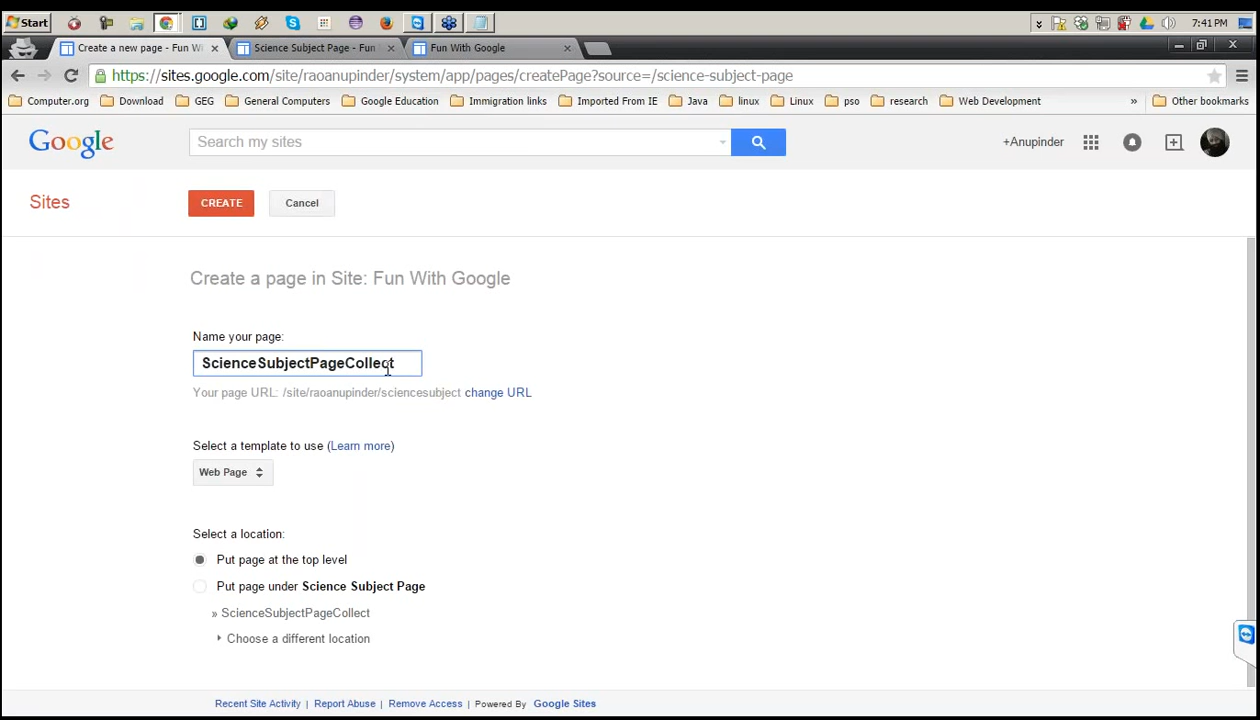 Start
7:41 PM
Create a new page - Fun Wi
Science Subject Page - Fun
Fun With Google
https://sites.google.com/site/raoanupinder/system/app/pages/createPage?source=/science-subject-page
Computer.org Download GEG General Computers Google Education Immigration links Imported From IE Java linux Linux pso research Web Development » Other bookmarks
Google
Search my sites
+Anupinder
Sites
CREATE
Cancel
Create a page in Site: Fun With Google
Name your page:
ScienceSubjectPageCollect
Your page URL: /site/raoanupinder/sciencesubject change URL
Select a template to use (Learn more)
Web Page
Select a location:
Put page at the top level
Put page under Science Subject Page
» ScienceSubjectPageCollect
Choose a different location
Recent Site Activity | Report Abuse | Remove Access | Powered By Google Sites